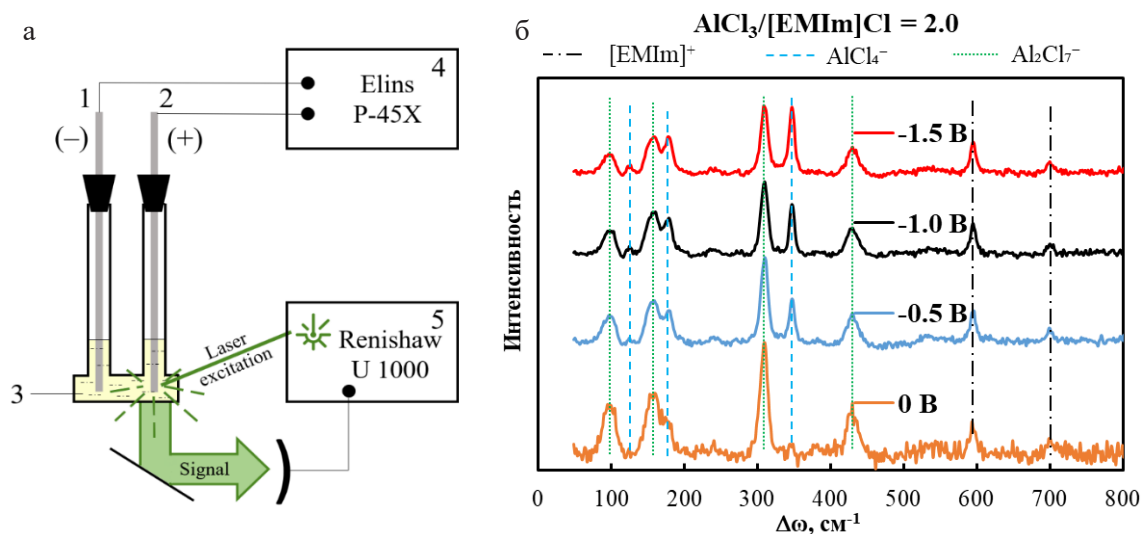 а
1
2
(–)
(+)
4
Elins
P-45X
3
Laser
excitation
5
Renishaw
U 1000
Signal
б
AlCl₃/[EMIm]Cl = 2.0
[EMIm]⁺
AlCl₄⁻
Al₂Cl₇⁻
Интенсивность
-1.5 В
-1.0 В
-0.5 В
0 В
0 100 200 300 400 500 600 700 800
Δω, см⁻¹